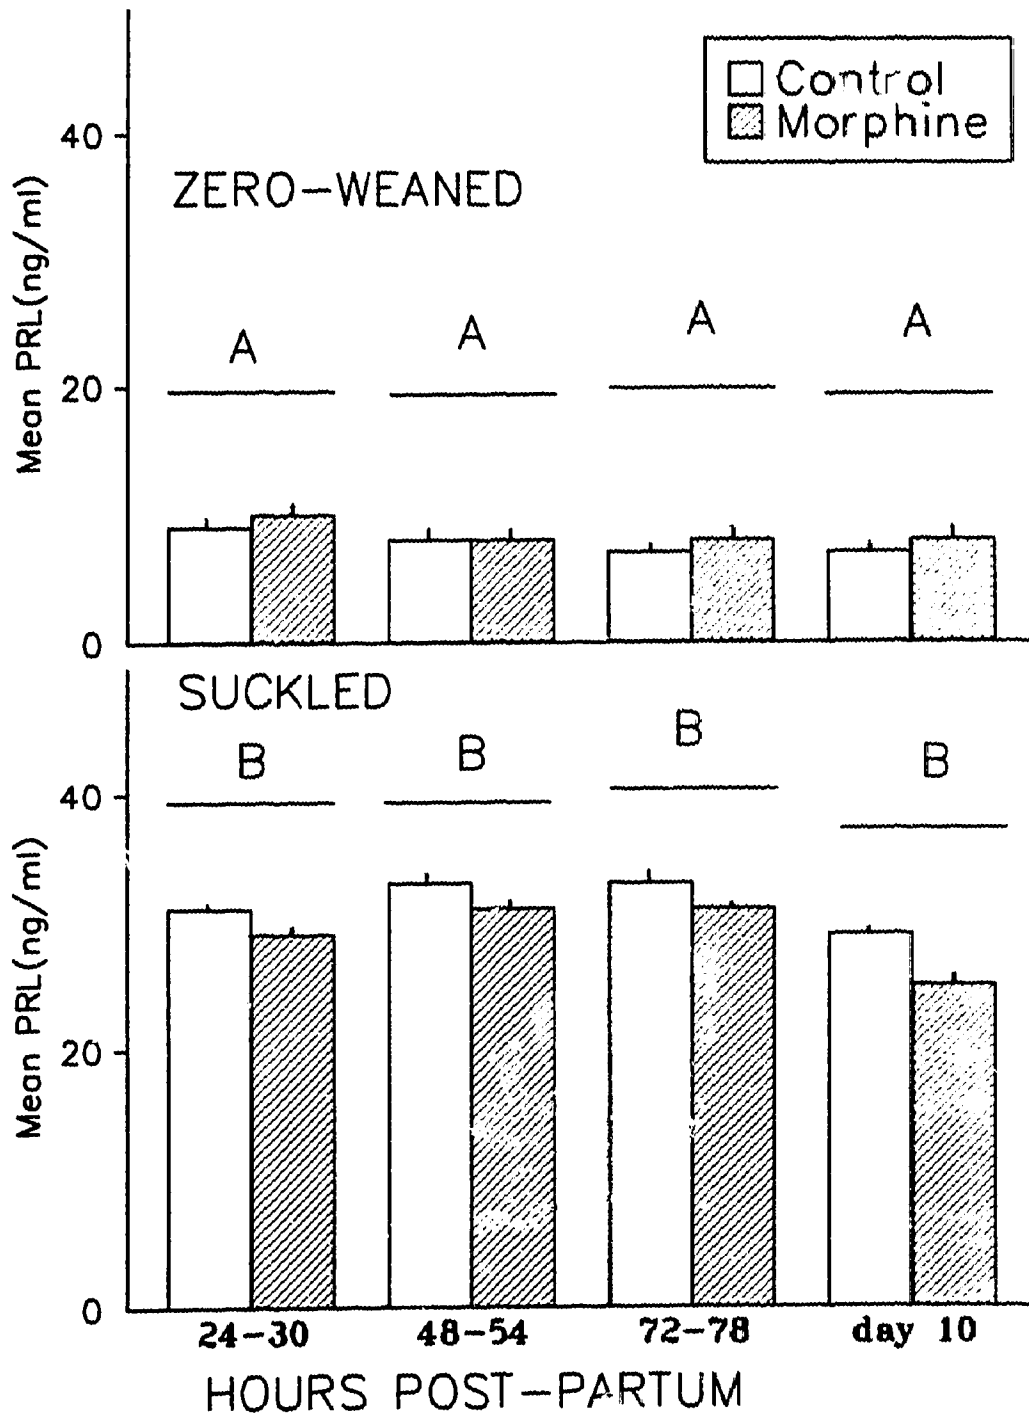 Control
Morphine
40
ZERO-WEANED
Mean PRL(ng/ml)
A A A A
20
0
SUCKLED
B B B B
40
Mean PRL(ng/ml)
20
0
24-30 48-54 72-78 day 10
HOURS POST-PARTUM